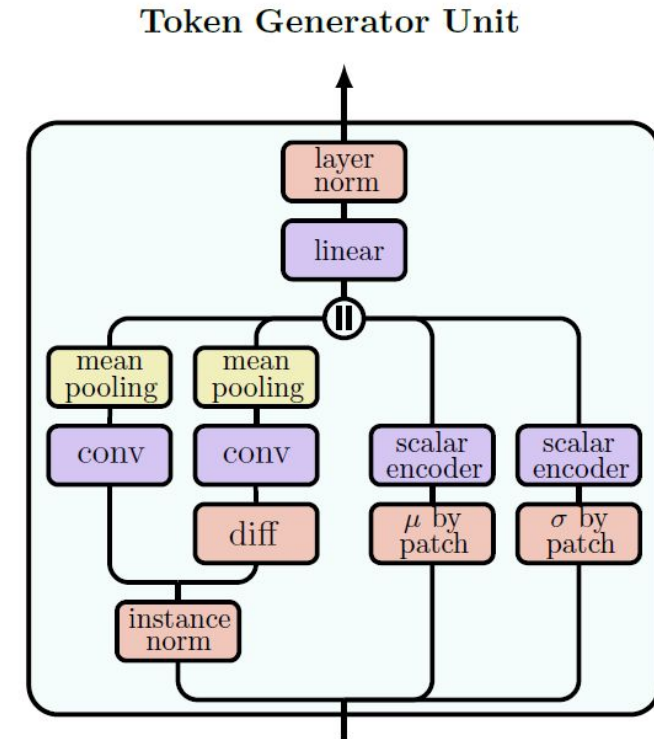 Token Generator Unit
layer
norm
linear
mean
pooling
mean
pooling
conv
conv
scalar
encoder
scalar
encoder
diff
μ by
patch
σ by
patch
instance
norm